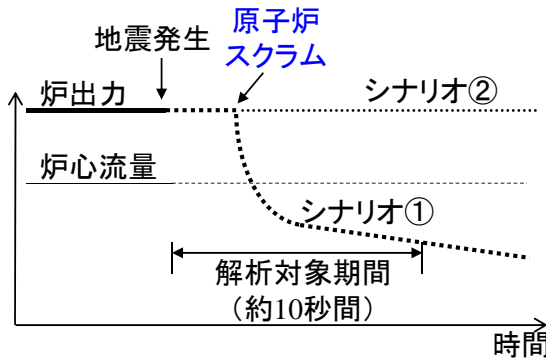 地震発生
原子炉
スクラム
炉出力
シナリオ②
炉心流量
シナリオ①
解析対象期間
（約10秒間）
時間